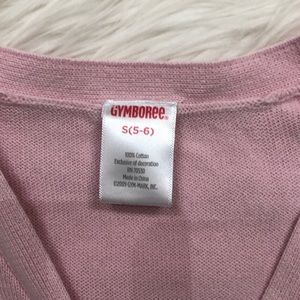 GYMBOREE®
S(5-6)
100% Cotton
Exclusive of decoration
RN 70530
Made in China
©2009 GYM-MARK, INC.